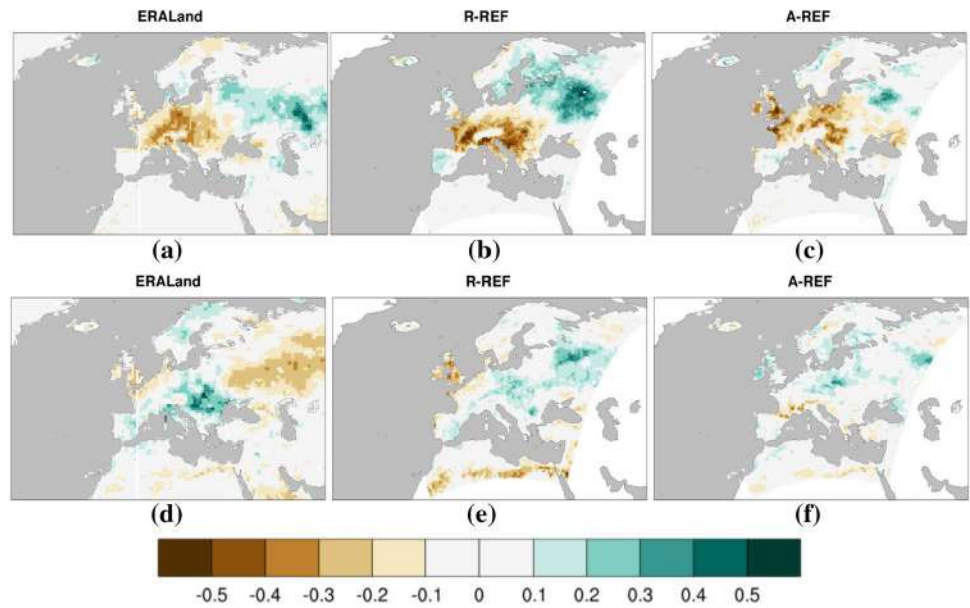 ERALand
R-REF
A-REF
(a)
(b)
(c)
ERALand
R-REF
A-REF
(d)
(e)
(f)
-0.5 -0.4 -0.3 -0.2 -0.1 0 0.1 0.2 0.3 0.4 0.5